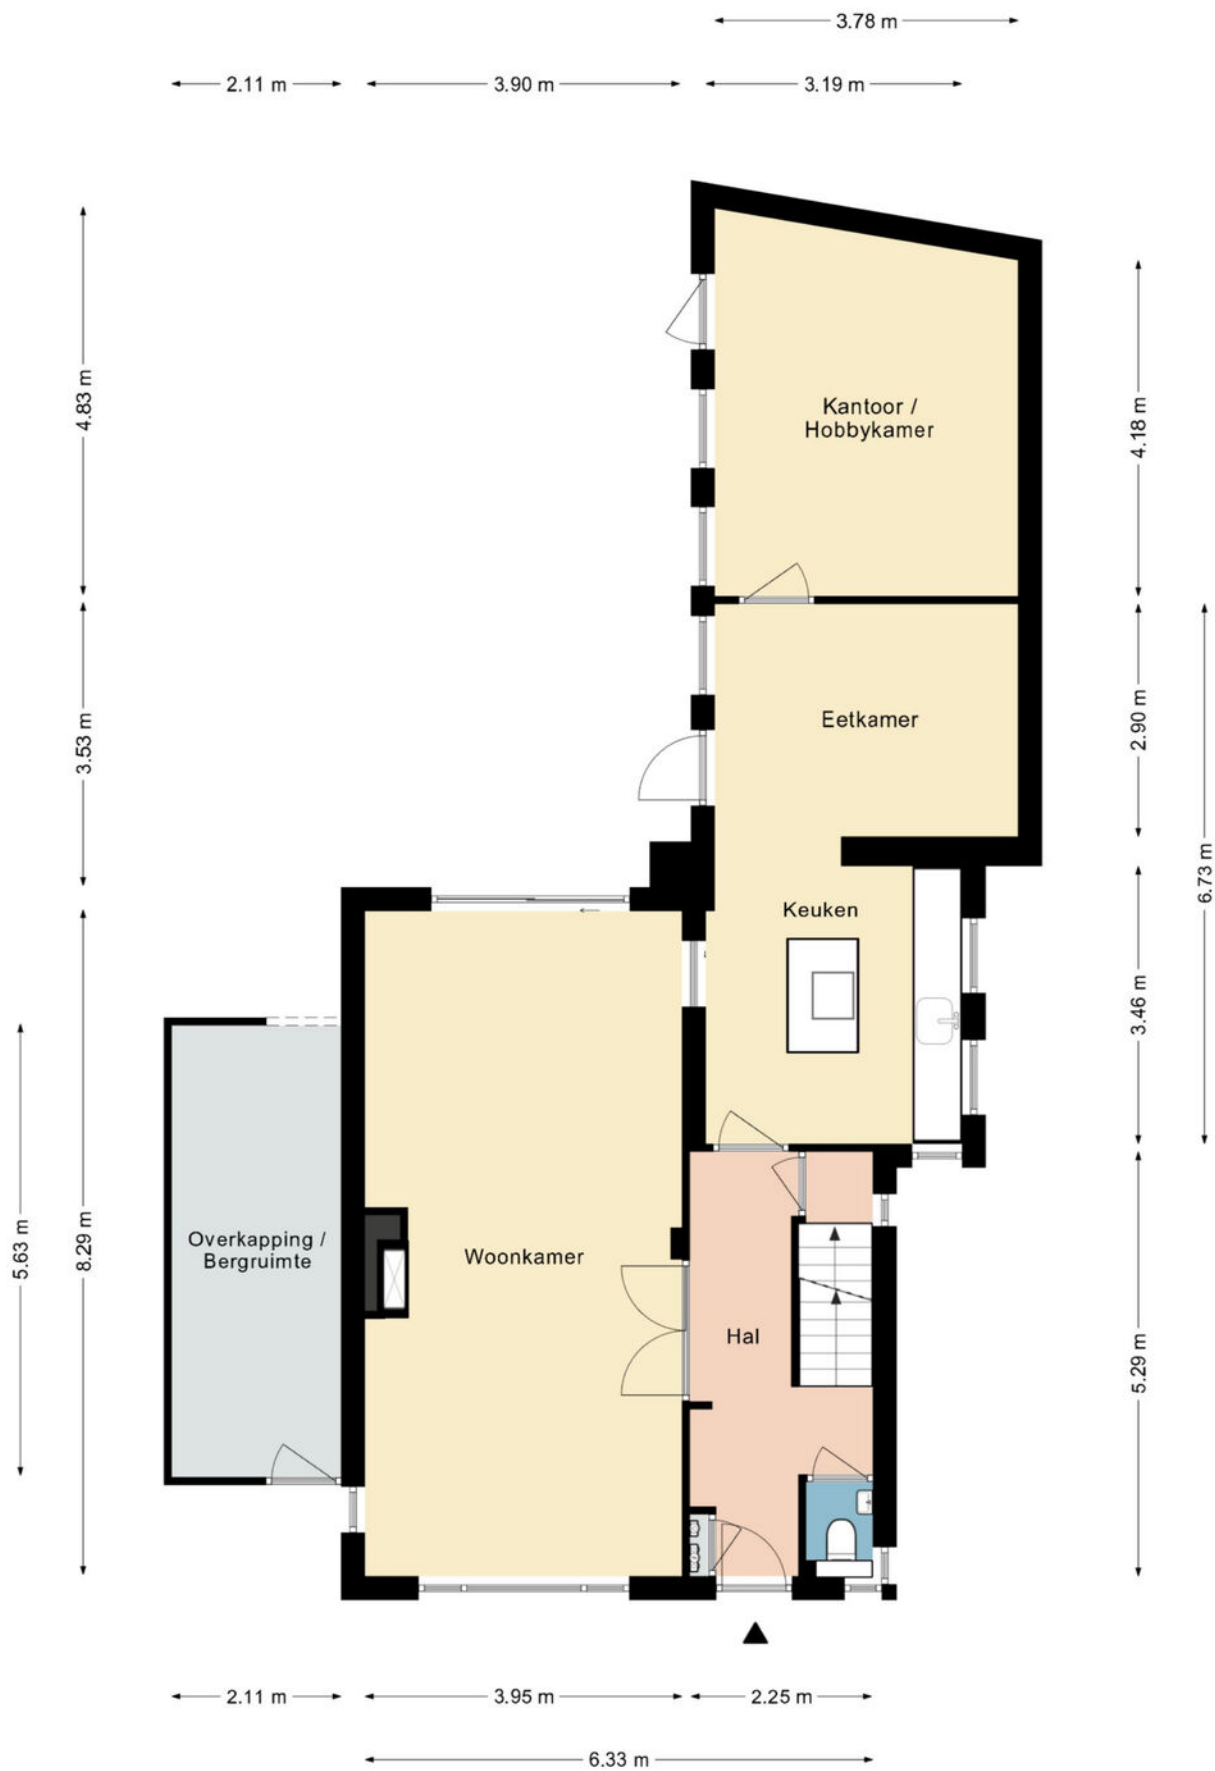 3.78 m
2.11 m
3.90 m
3.19 m
4.83 m
Kantoor /
Hobbykamer
4.18 m
3.53 m
Eetkamer
2.90 m
6.73 m
Keuken
3.46 m
5.63 m
8.29 m
Overkapping /
Bergruimte
Woonkamer
Hal
5.29 m
2.11 m
3.95 m
2.25 m
6.33 m